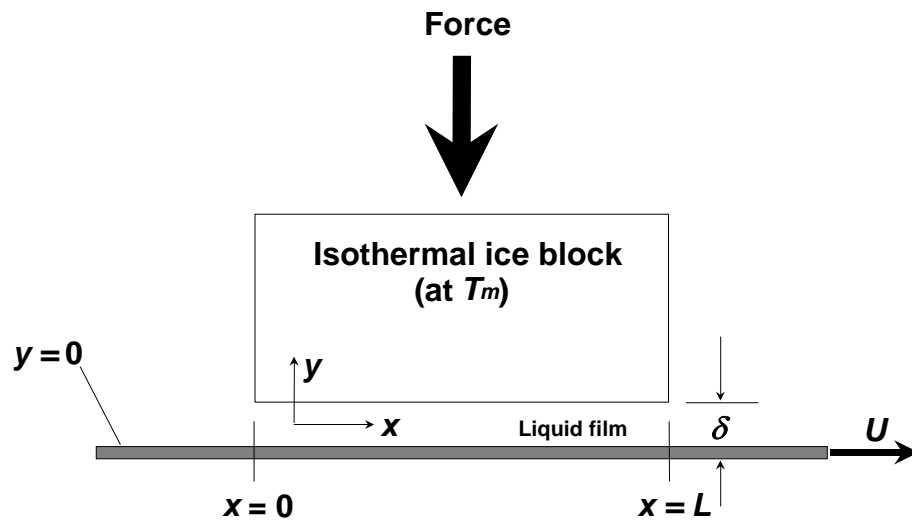 Force
Isothermal ice block
(at Tm)
y = 0
y
x
Liquid film
δ
U
x = 0
x = L